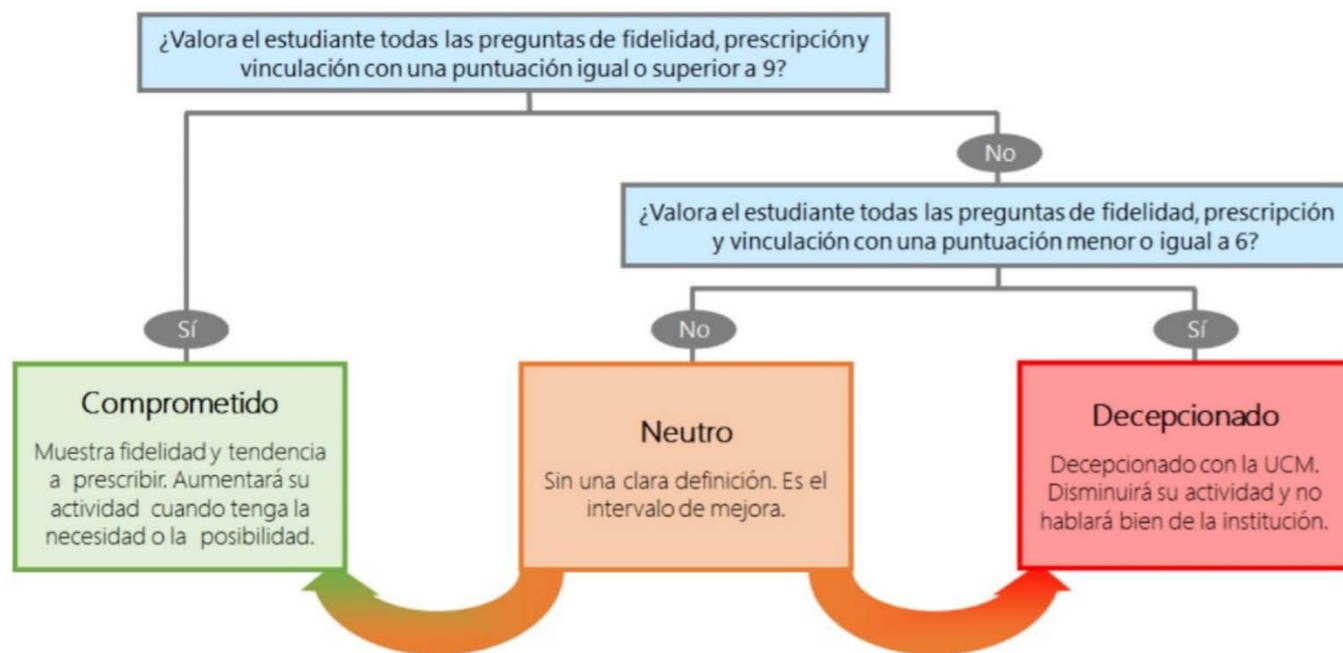 ¿Valora el estudiante todas las preguntas de fidelidad, prescripción y
vinculación con una puntuación igual o superior a 9?
No
¿Valora el estudiante todas las preguntas de fidelidad, prescripción
y vinculación con una puntuación menor o igual a 6?
Sí
No
Sí
Comprometido
Muestra fidelidad y tendencia
a prescribir. Aumentará su
actividad cuando tenga la
necesidad o la posibilidad.
Neutro
Sin una clara definición. Es el
intervalo de mejora.
Decepcionado
Decepcionado con la UCM.
Disminuirá su actividad y no
hablará bien de la institución.